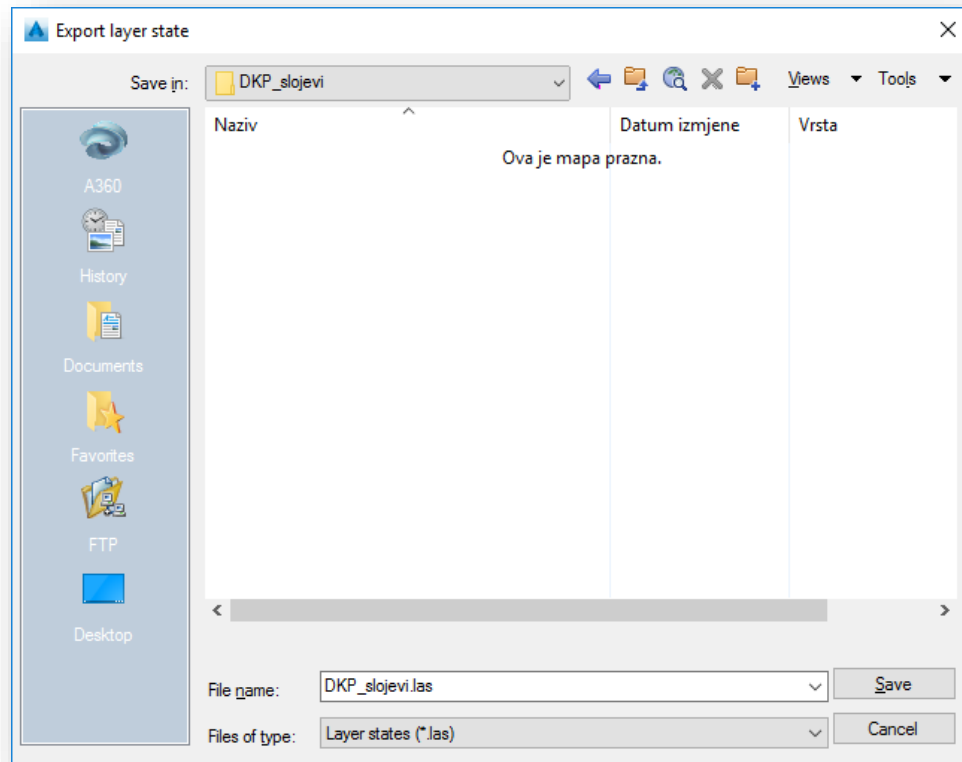 Export layer state
Save in: DKP_slojevi Views Tools
Naziv Datum izmjene Vrsta
Ova je mapa prazna.
A360
History
Documents
Favorites
FTP
Desktop
File name: DKP_slojevi.las Save
Files of type: Layer states (*.las) Cancel